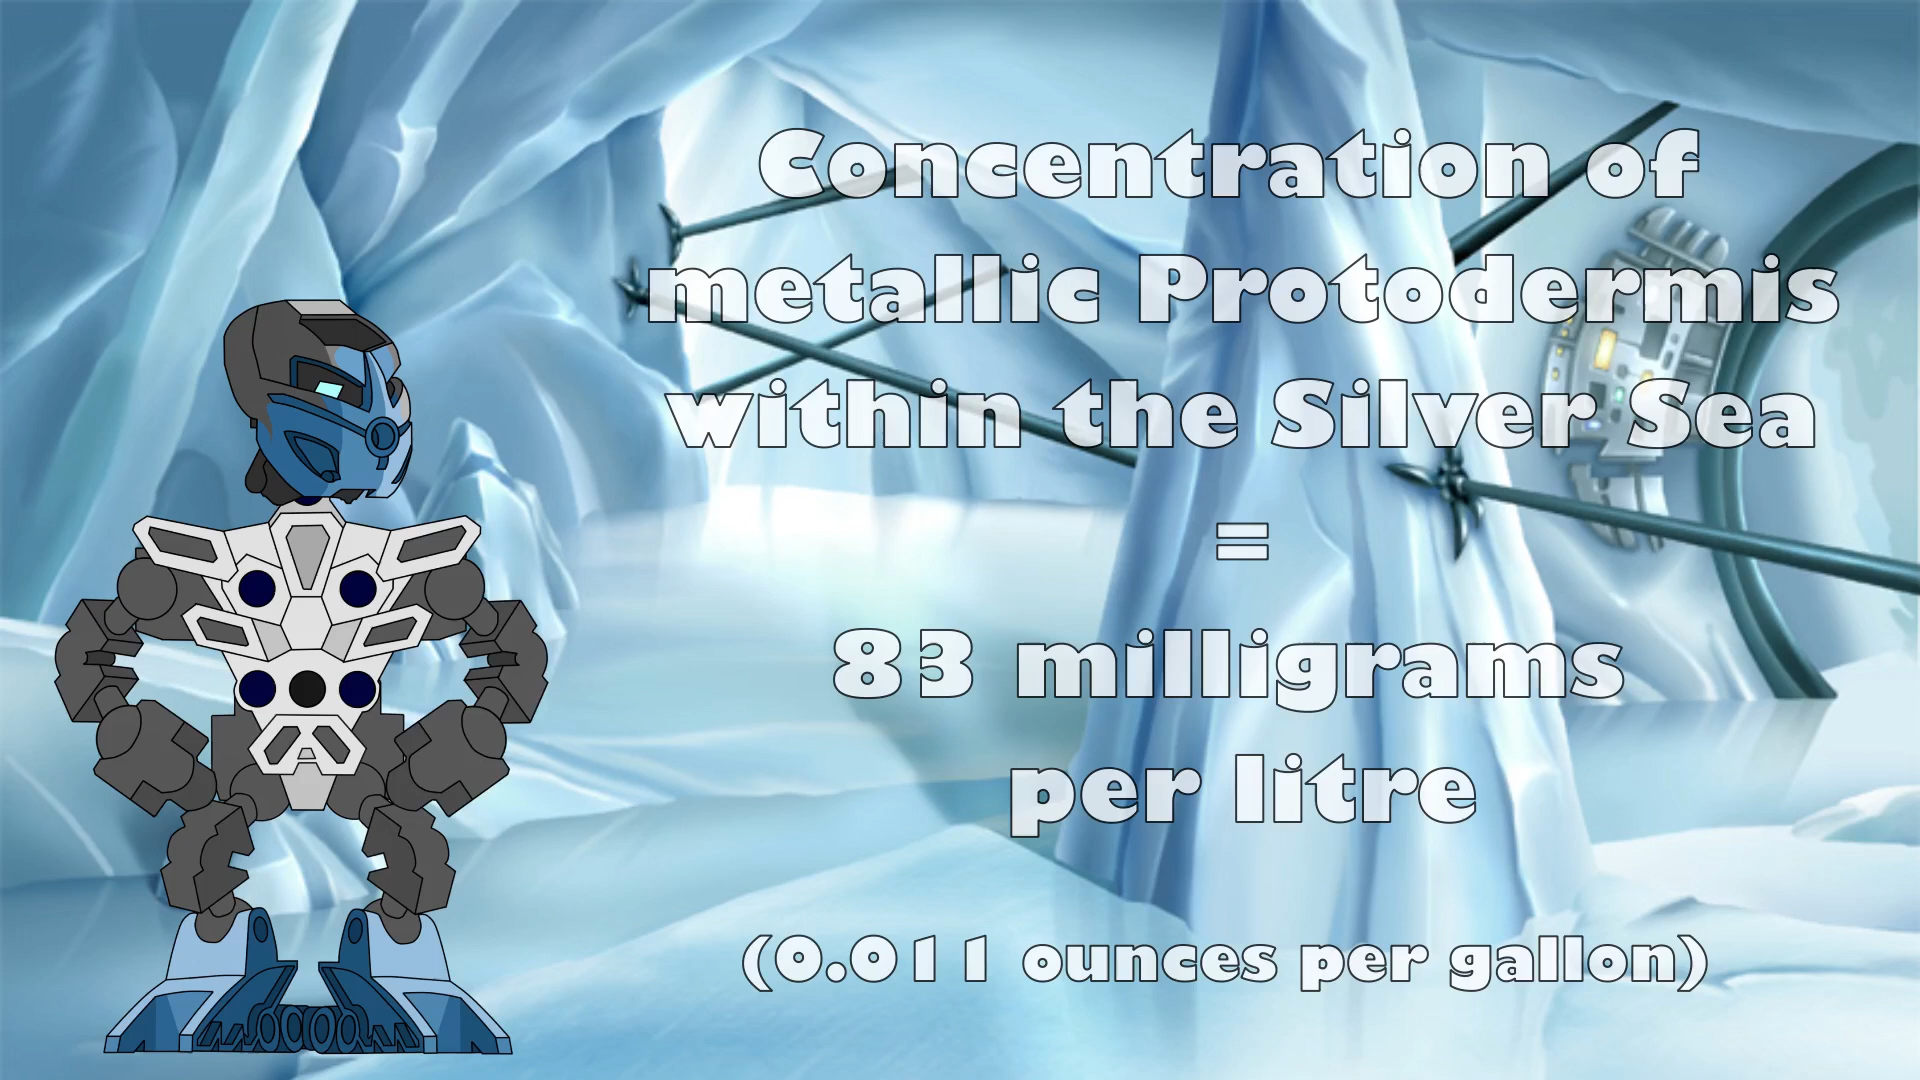 Concentration of
metallic Protodermis
within the Silver Sea
=
83 milligrams
per litre
(0.011 ounces per gallon)